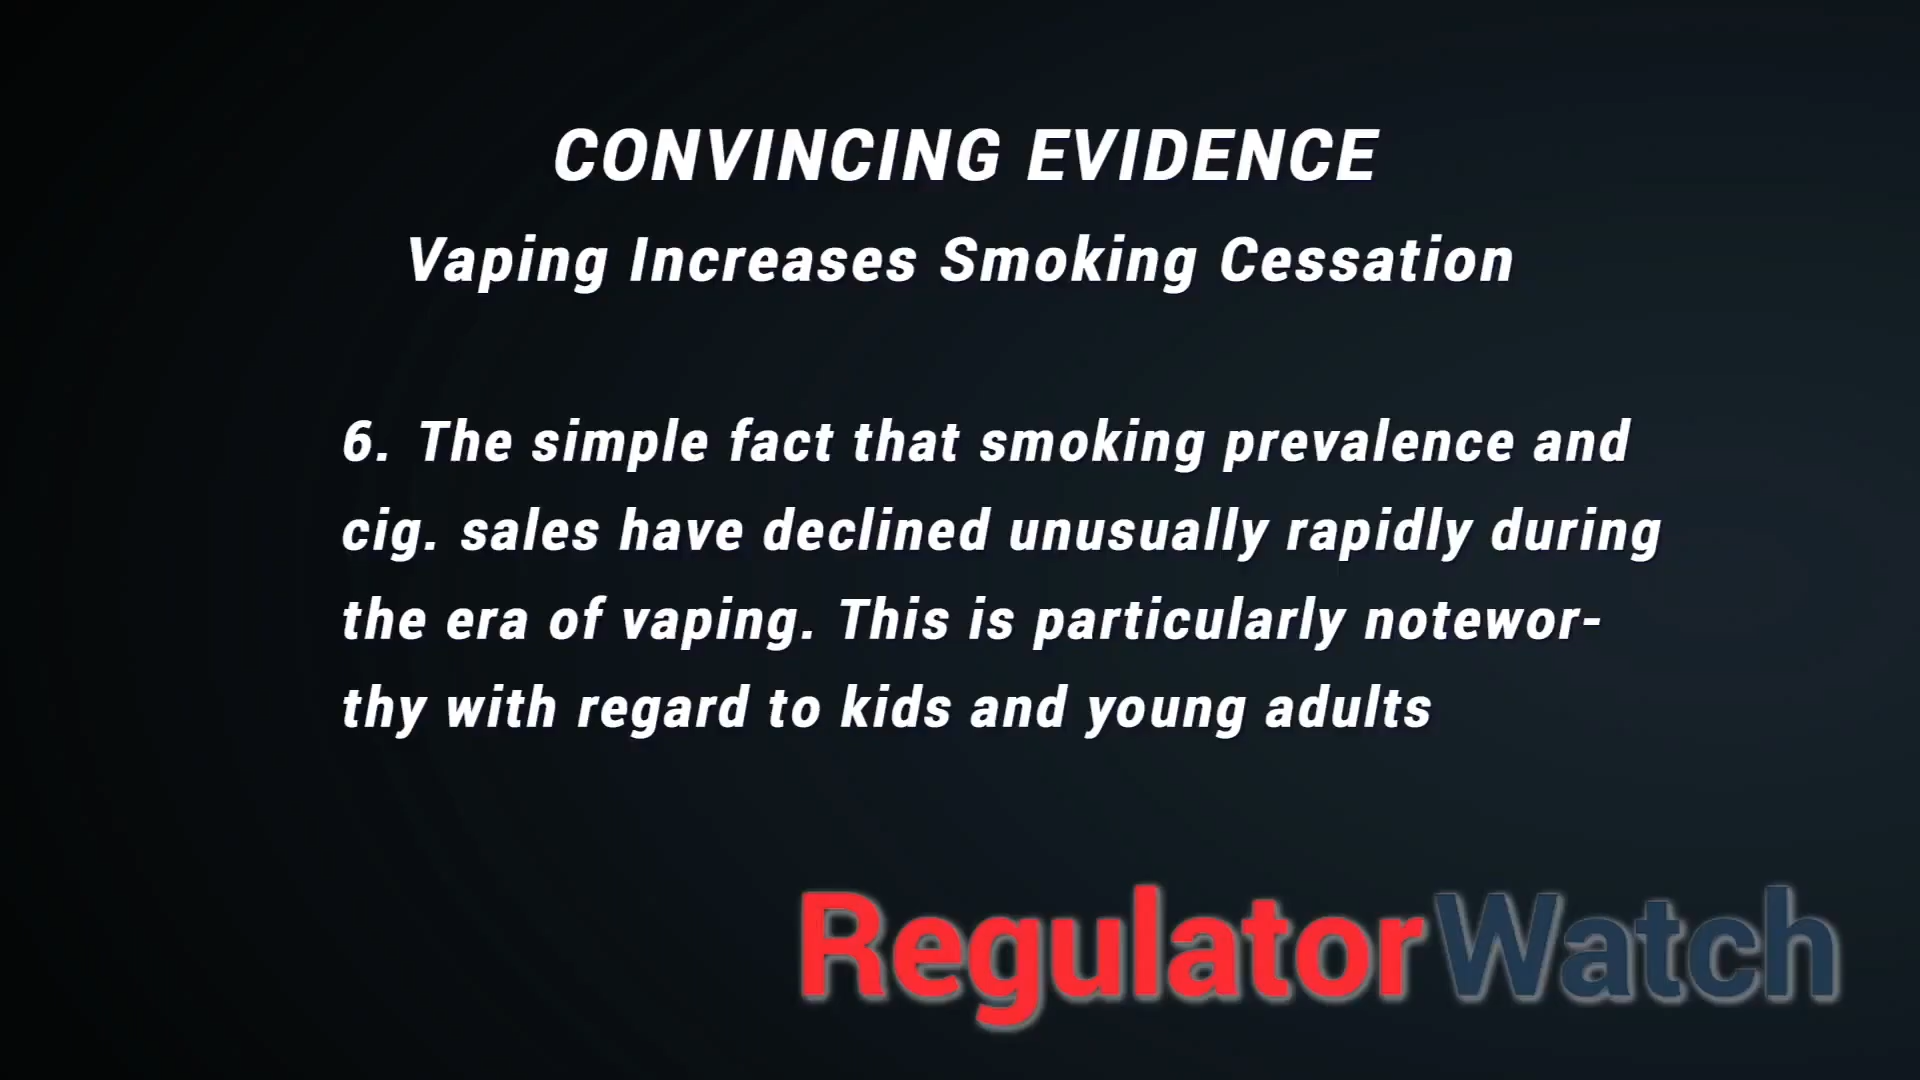 CONVINCING EVIDENCE
Vaping Increases Smoking Cessation
6. The simple fact that smoking prevalence and
cig. sales have declined unusually rapidly during
the era of vaping. This is particularly notewor-
thy with regard to kids and young adults
RegulatorWatch